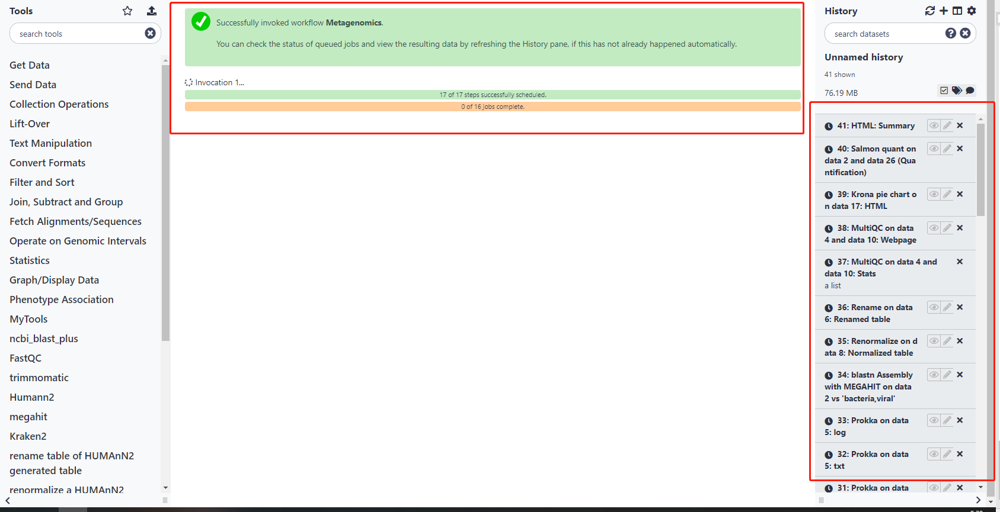 Tools
search tools
Get Data
Send Data
Collection Operations
Lift-Over
Text Manipulation
Convert Formats
Filter and Sort
Join, Subtract and Group
Fetch Alignments/Sequences
Operate on Genomic Intervals
Statistics
Graph/Display Data
Phenotype Association
MyTools
ncbi_blast_plus
FastQC
trimmomatic
Humann2
megahit
Kraken2
rename table of HUMAnN2
generated table
renormalize a HUMAnN2
Successfully invoked workflow Metagenomics.
You can check the status of queued jobs and view the resulting data by refreshing the History pane, if this has not already happened automatically.
Invocation 1...
17 of 17 steps successfully scheduled.
0 of 16 jobs complete.
History
search datasets
Unnamed history
41 shown
76.19 MB
41: HTML: Summary
40: Salmon quant on
data 2 and data 26 (Qua
ntification)
39: Krona pie chart o
n data 17: HTML
38: MultiQC on data
4 and data 10: Webpage
37: MultiQC on data 4 and
data 10: Stats
a list
36: Rename on data
6: Renamed table
35: Renormalize on d
ata 8: Normalized table
34: blastn Assembly
with MEGAHIT on data
2 vs 'bacteria,viral'
33: Prokka on data
5: log
32: Prokka on data
5: txt
31: Prokka on data